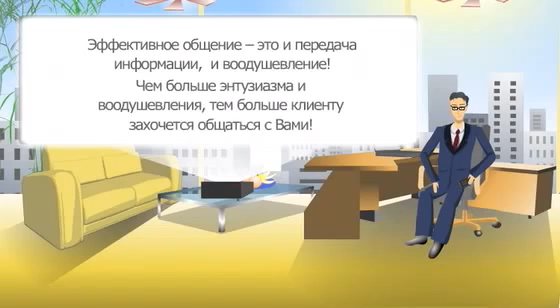 Эффективное общение – это и передача
информации, и воодушевление!
Чем больше энтузиазма и
воодушевления, тем больше клиенту
захочется общаться с Вами!